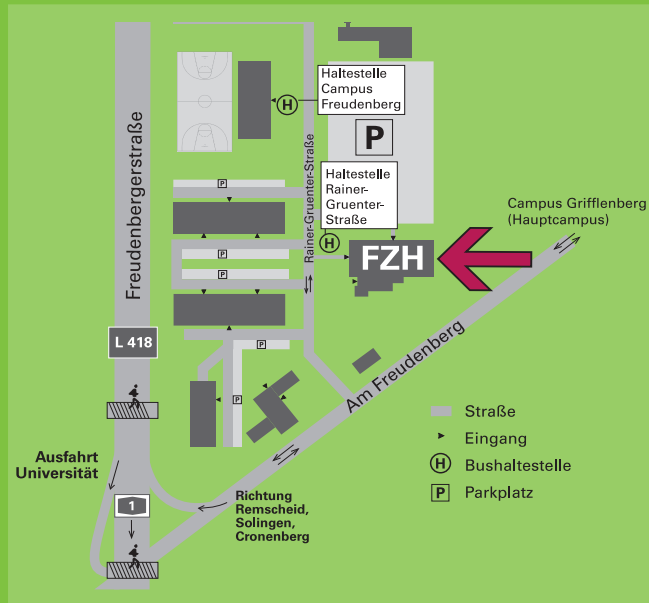 Haltestelle
Campus
Freudenberg
H
P
Haltestelle
Rainer-
Gruenter-
Straße
H
Freudenbergerstraße
Rainer-Gruenter-Straße
P
P
P
P
P
Campus Grifflenberg
(Hauptcampus)
FZH
L 418
Am Freudenberg
Ausfahrt
Universität
1
Richtung
Remscheid,
Solingen,
Cronenberg
Straße
Eingang
H Bushaltestelle
P Parkplatz